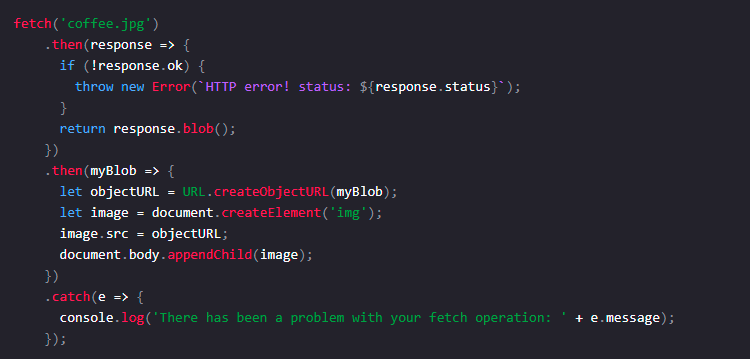 fetch('coffee.jpg')
    .then(response => {
      if (!response.ok) {
        throw new Error(`HTTP error! status: ${response.status}`);
      }
      return response.blob();
    })
    .then(myBlob => {
      let objectURL = URL.createObjectURL(myBlob);
      let image = document.createElement('img');
      image.src = objectURL;
      document.body.appendChild(image);
    })
    .catch(e => {
      console.log('There has been a problem with your fetch operation: ' + e.message);
    });